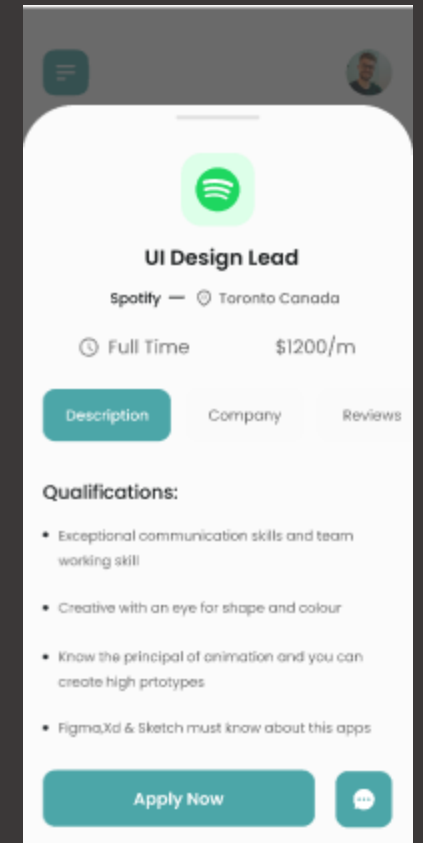 UI Design Lead
Spotify — Toronto Canada
Full Time $1200/m
Description Company Reviews
Qualifications:
• Exceptional communication skills and team
working skill
• Creative with an eye for shape and colour
• Know the principal of animation and you can
create high prtotypes
• Figma,Xd & Sketch must know about this apps
Apply Now